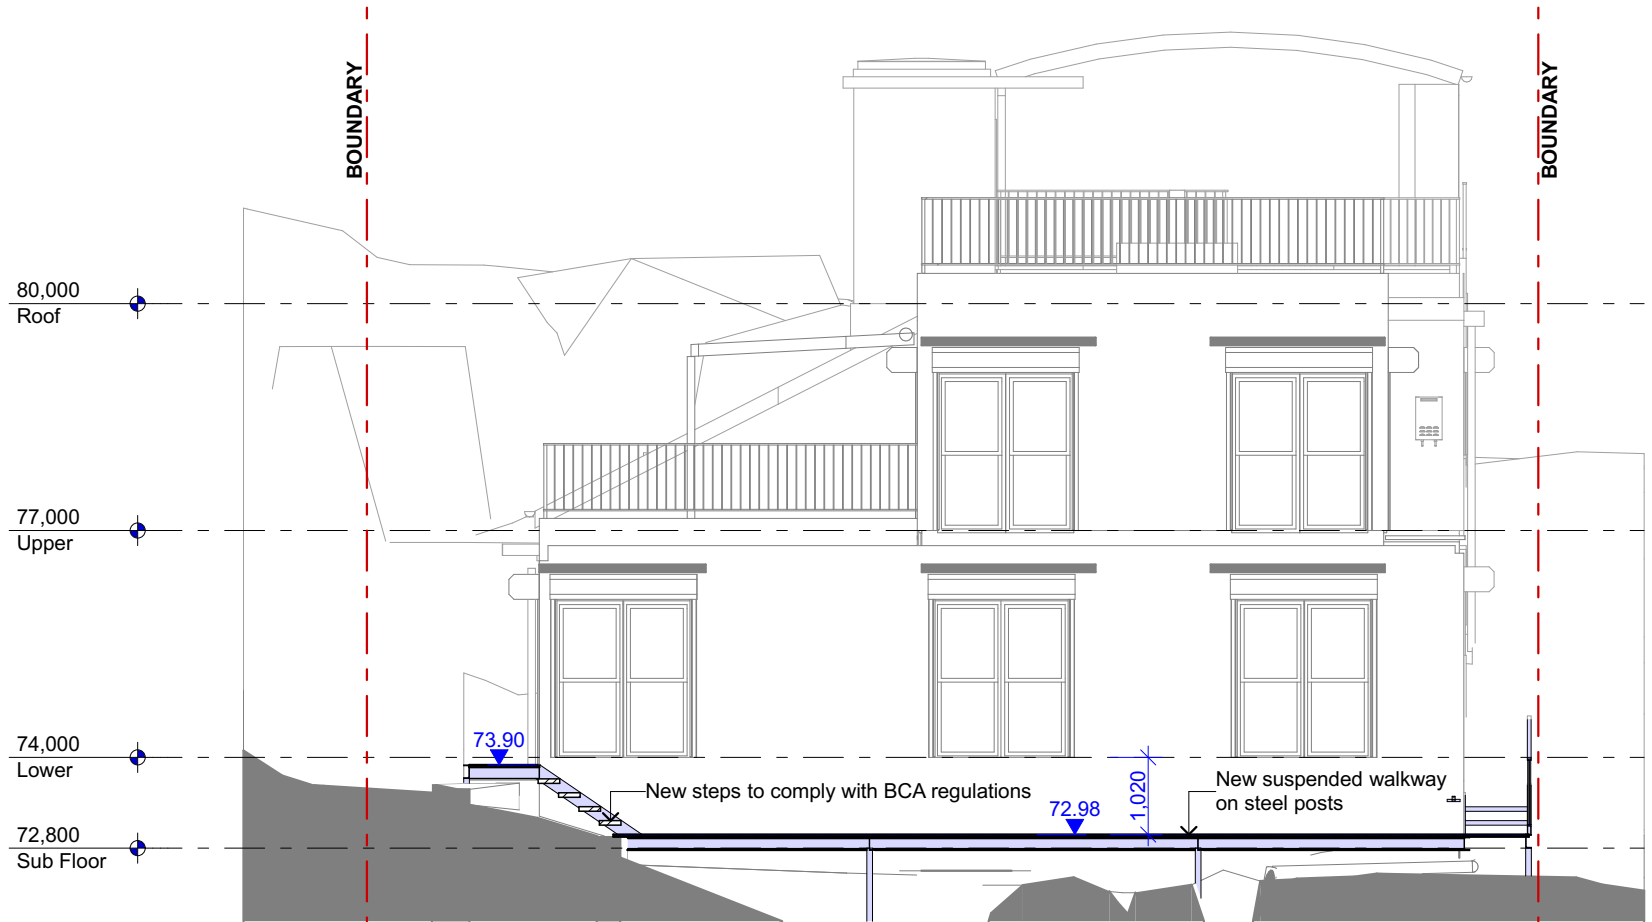 BOUNDARY
BOUNDARY
80,000
Roof
77,000
Upper
74,000
Lower
73.90
New steps to comply with BCA regulations
72.98
1,020
New suspended walkway
on steel posts
72,800
Sub Floor